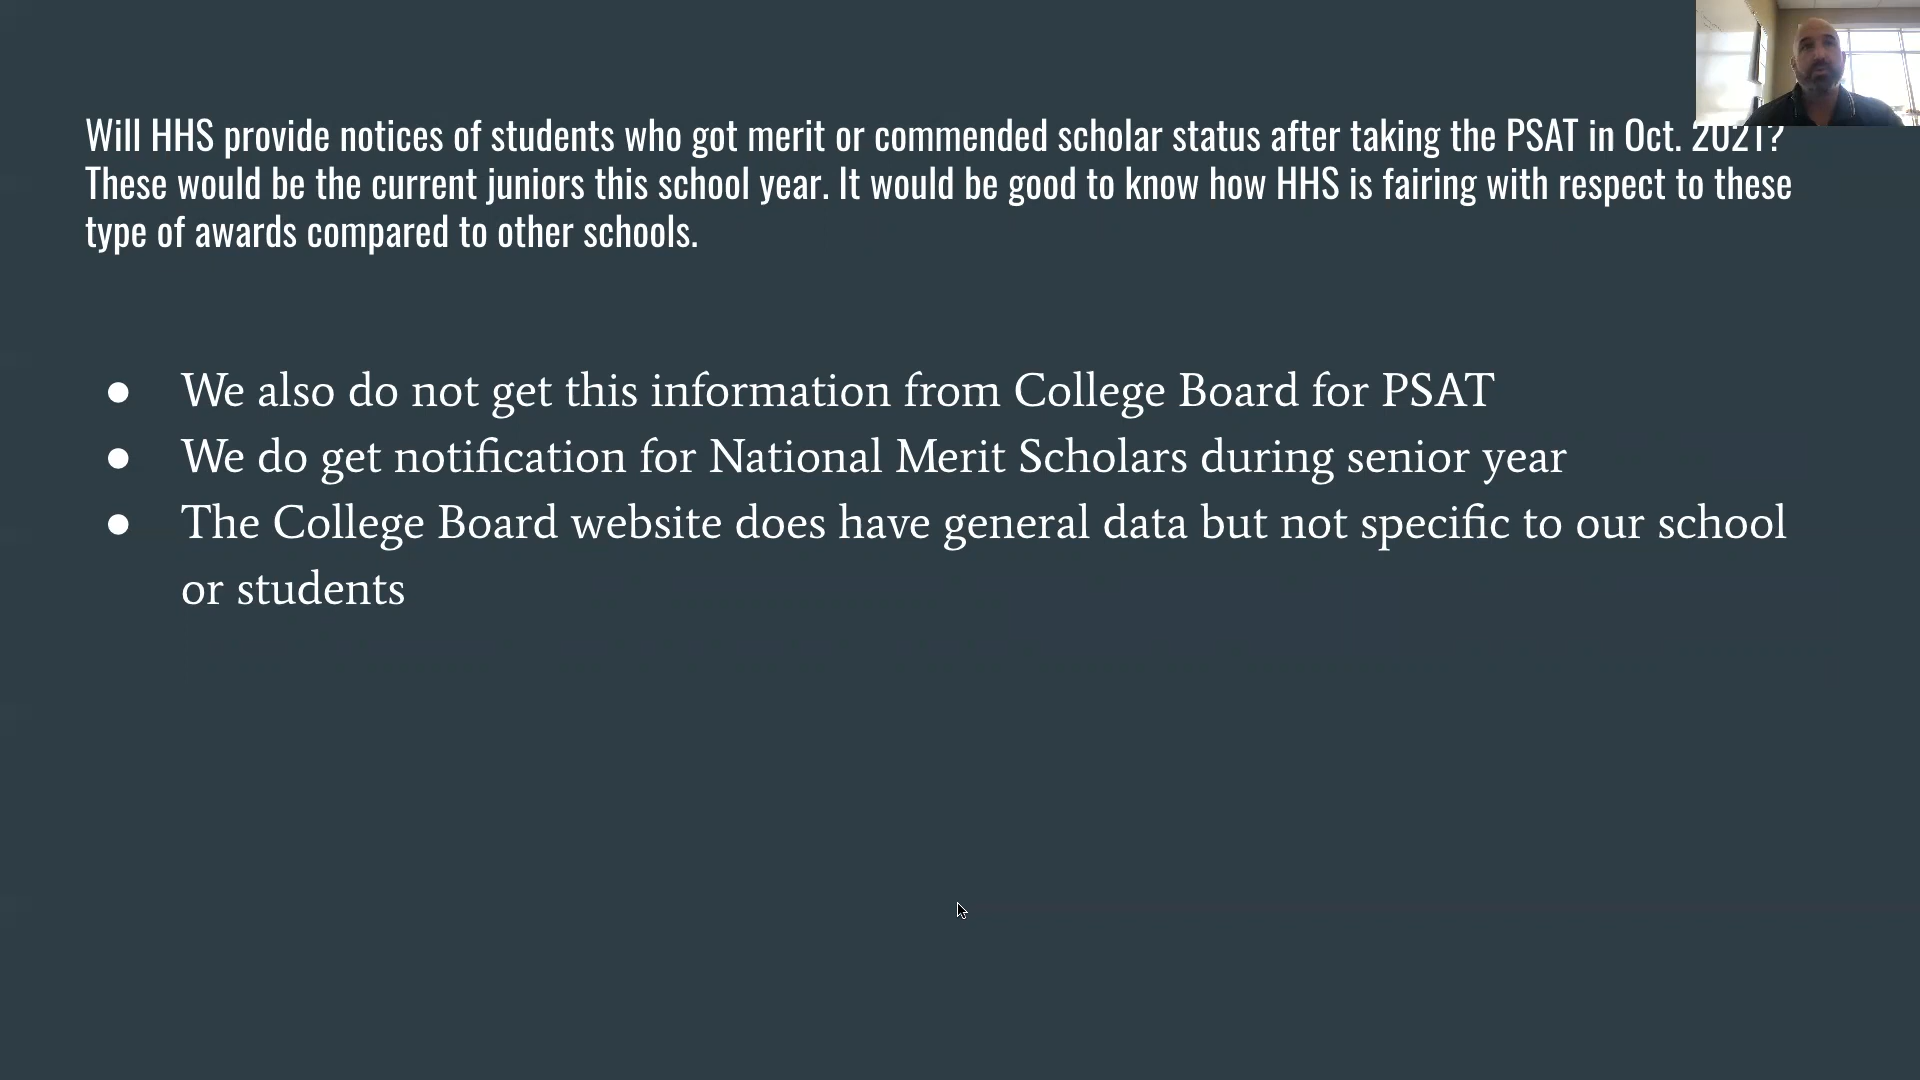 Will HHS provide notices of students who got merit or commended scholar status after taking the PSAT in Oct. 2021?
These would be the current juniors this school year. It would be good to know how HHS is fairing with respect to these
type of awards compared to other schools.
● We also do not get this information from College Board for PSAT
● We do get notification for National Merit Scholars during senior year
● The College Board website does have general data but not specific to our school
or students